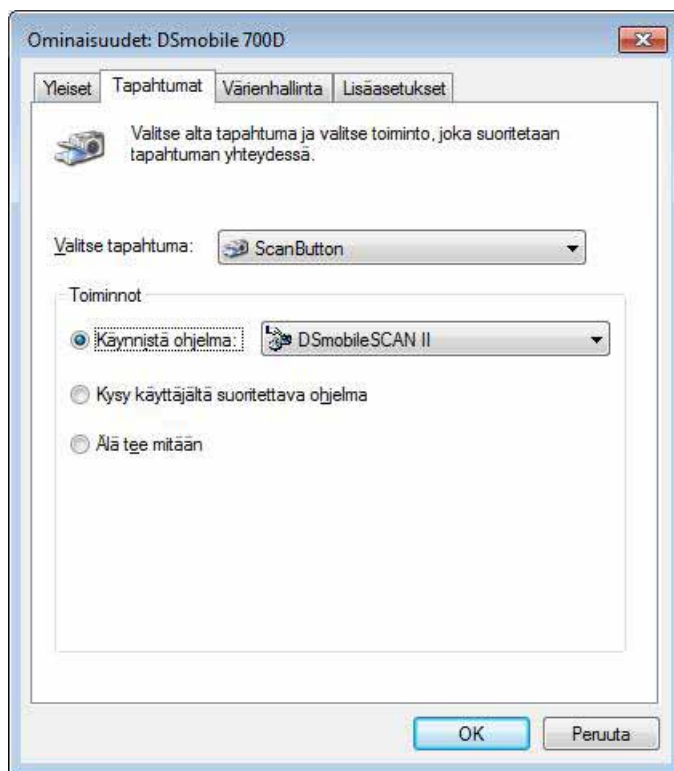 Ominaisuudet: DSmobile 700D
Yleiset Tapahtumat Värienhallinta Lisäasetukset
Valitse alta tapahtuma ja valitse toiminto, joka suoritetaan
tapahtuman yhteydessä.
Valitse tapahtuma: ScanButton
Toiminnot
Käynnistä ohjelma: DSmobileSCAN II
Kysy käyttäjältä suoritettava ohjelma
Älä tee mitään
OK Peruuta